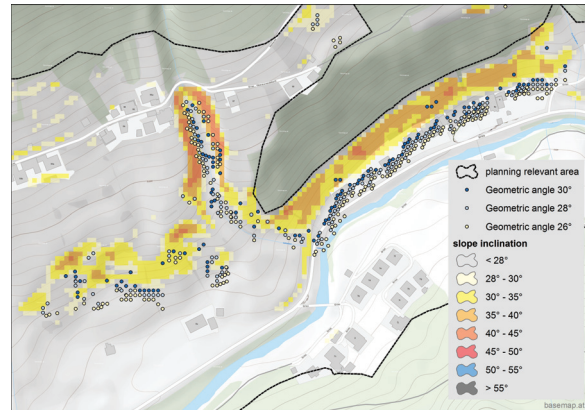 planning relevant area
Geometric angle 30°
Geometric angle 28°
Geometric angle 26°
slope inclination
< 28°
28° - 30°
30° - 35°
35° - 40°
40° - 45°
45° - 50°
50° - 55°
> 55°
basemap.at